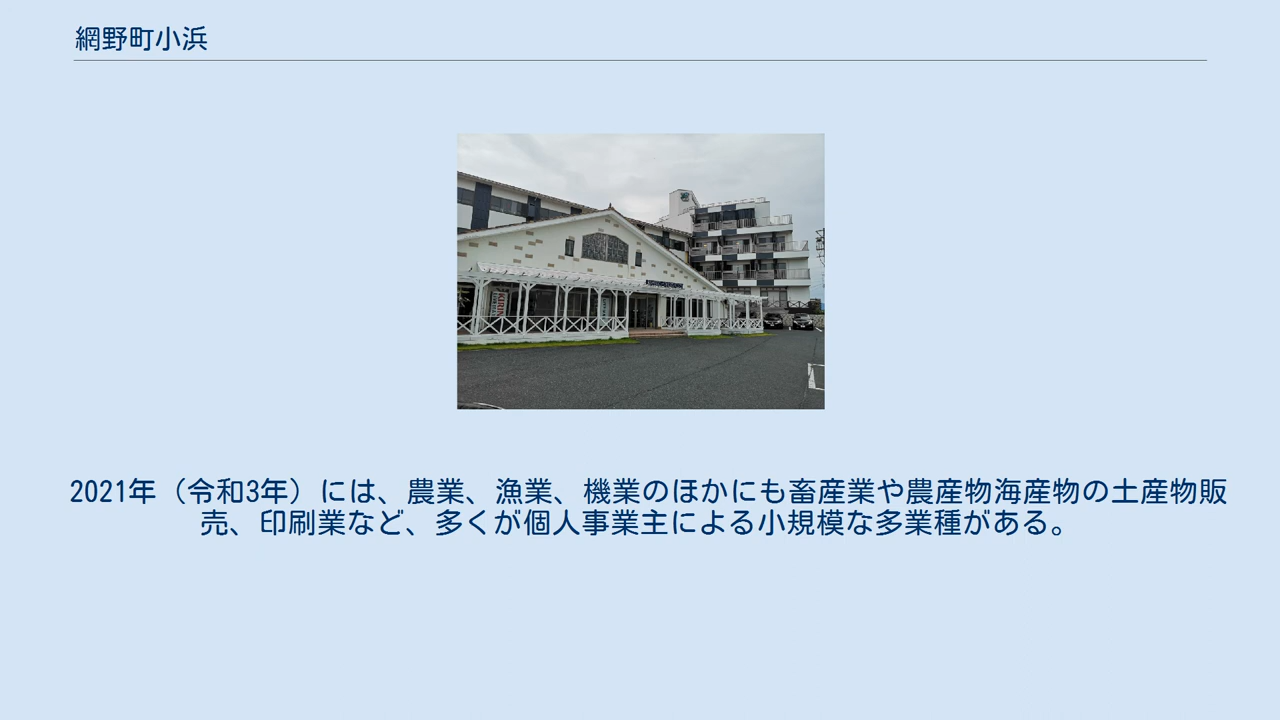 網野町小浜
KIRIN
2021年（令和3年）には、農業、漁業、機業のほかにも畜産業や農産物海産物の土産物販
売、印刷業など、多くが個人事業主による小規模な多業種がある。